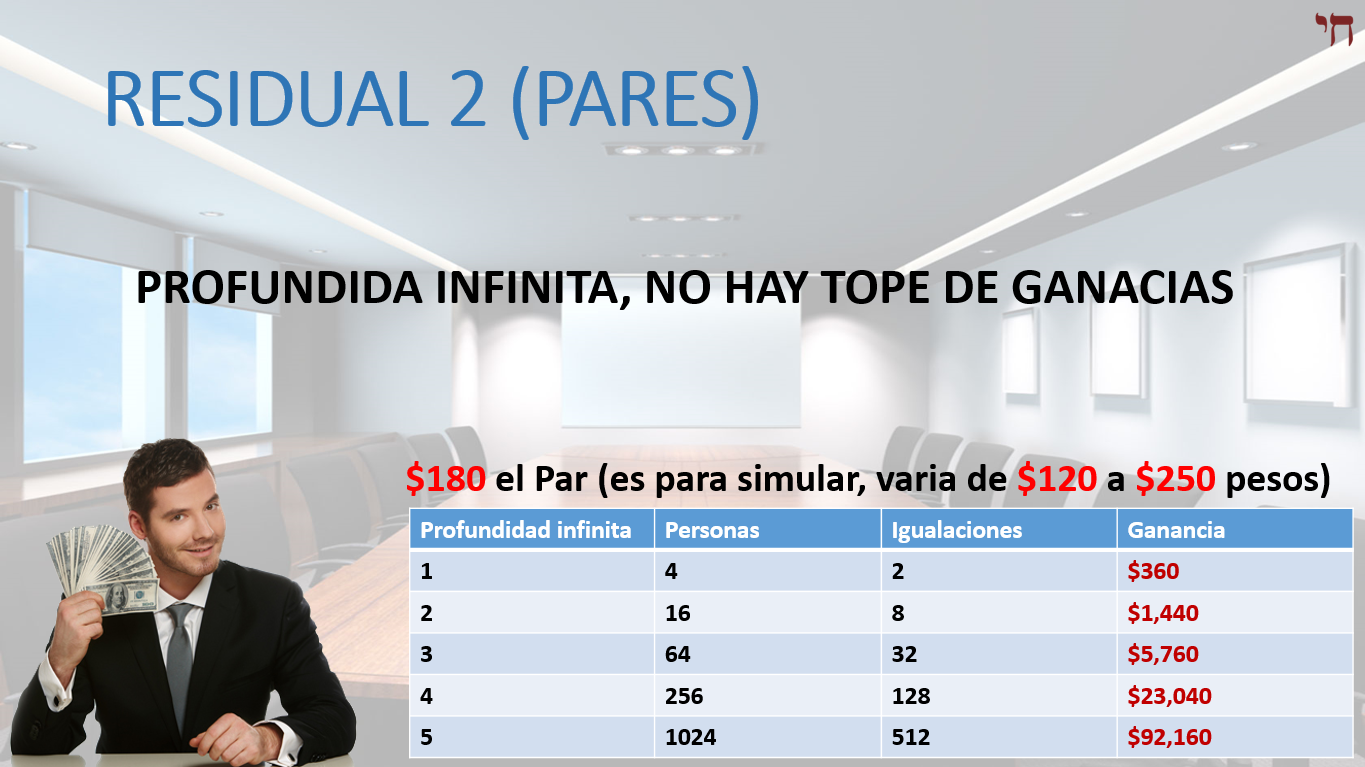 חי
RESIDUAL 2 (PARES)
PROFUNDIDA INFINITA, NO HAY TOPE DE GANACIAS
$180 el Par (es para simular, varia de $120 a $250 pesos)
Profundidad infinita Personas Igualaciones Ganancia
1 4 2 $360
2 16 8 $1,440
3 64 32 $5,760
4 256 128 $23,040
5 1024 512 $92,160